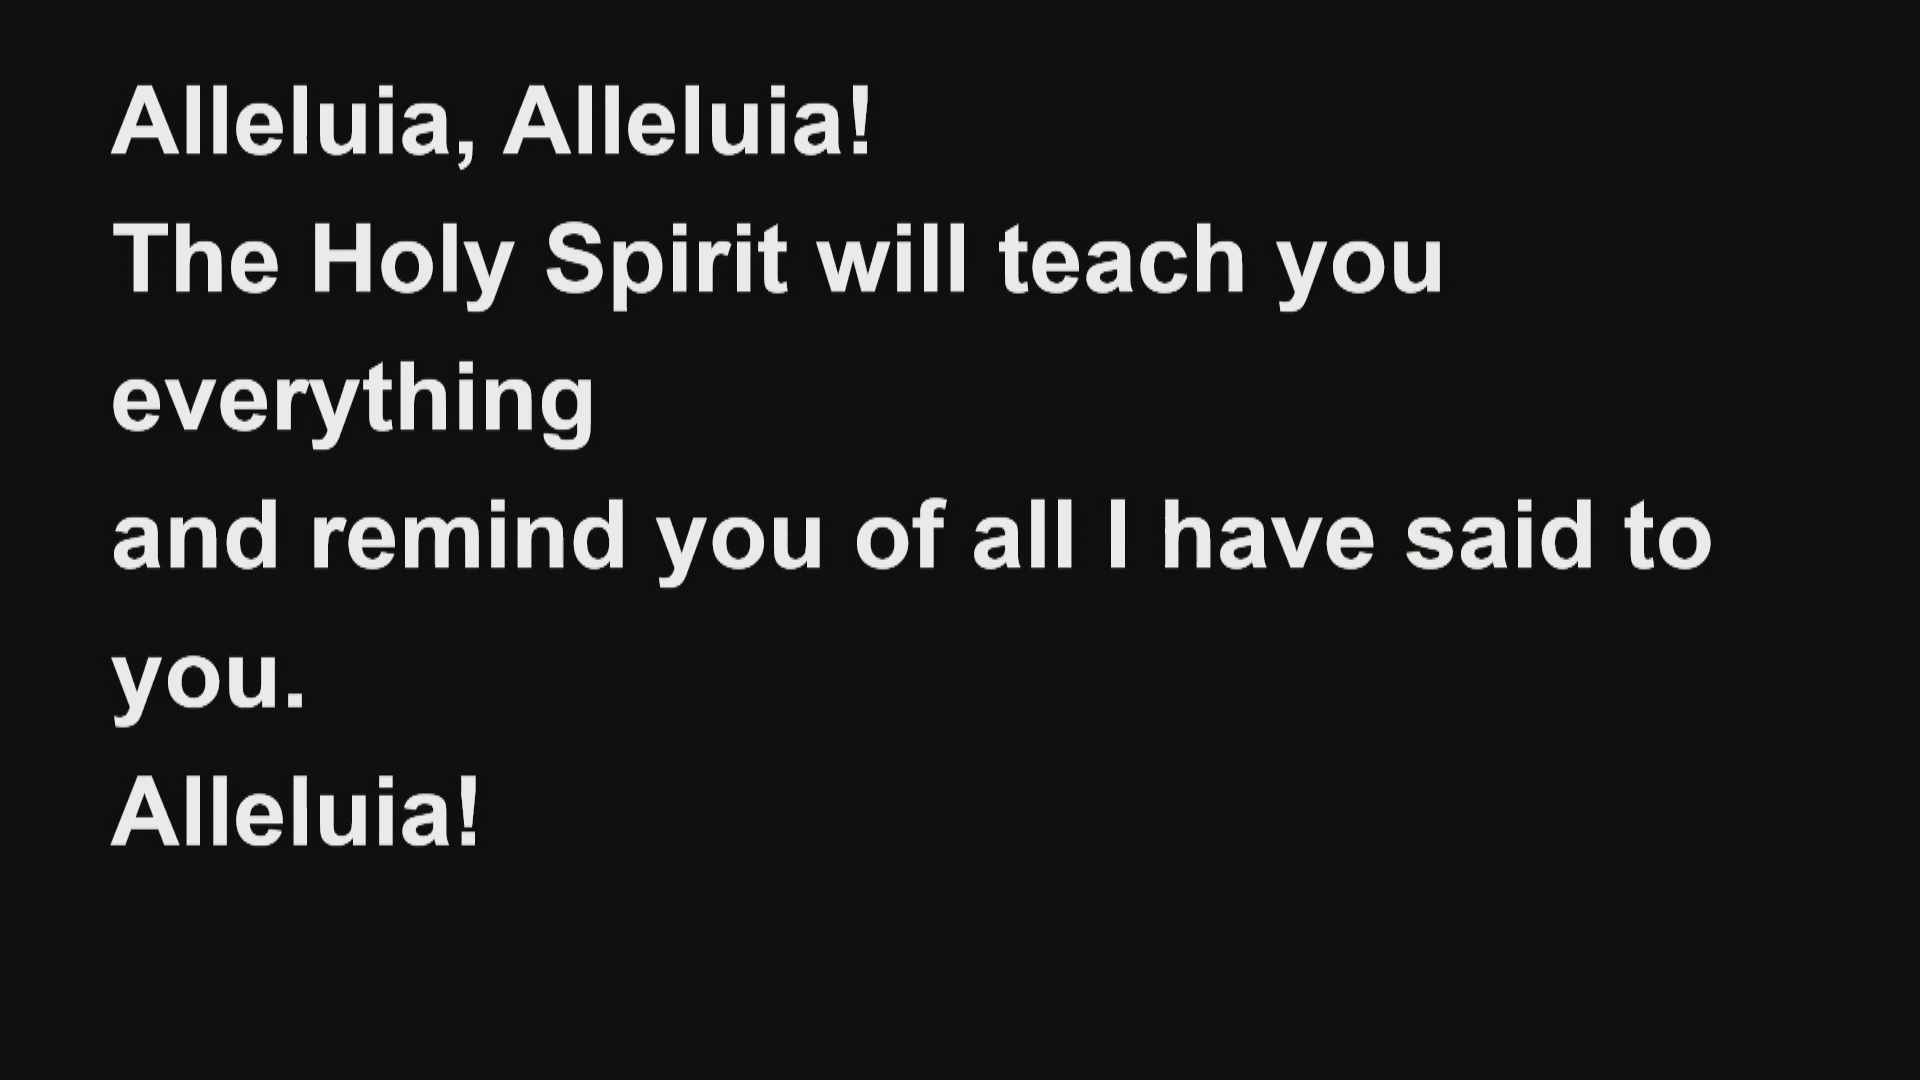 Alleluia, Alleluia!
The Holy Spirit will teach you
everything
and remind you of all I have said to
you.
Alleluia!